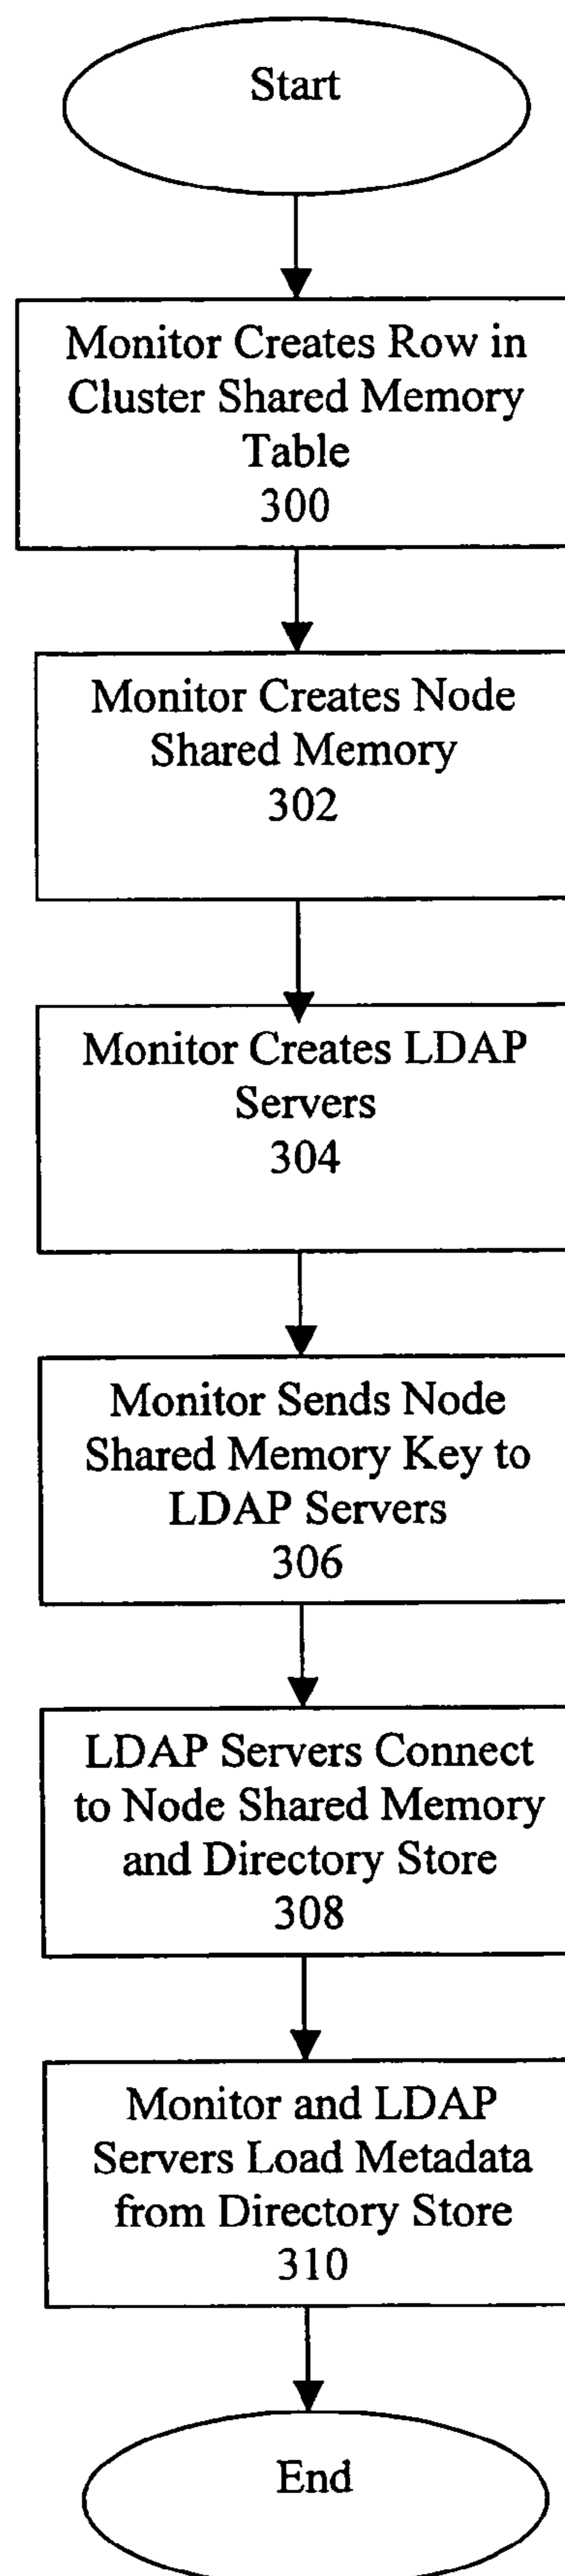 Start
Monitor Creates Row in
Cluster Shared Memory
Table
300
Monitor Creates Node
Shared Memory
302
Monitor Creates LDAP
Servers
304
Monitor Sends Node
Shared Memory Key to
LDAP Servers
306
LDAP Servers Connect
to Node Shared Memory
and Directory Store
308
Monitor and LDAP
Servers Load Metadata
from Directory Store
310
End